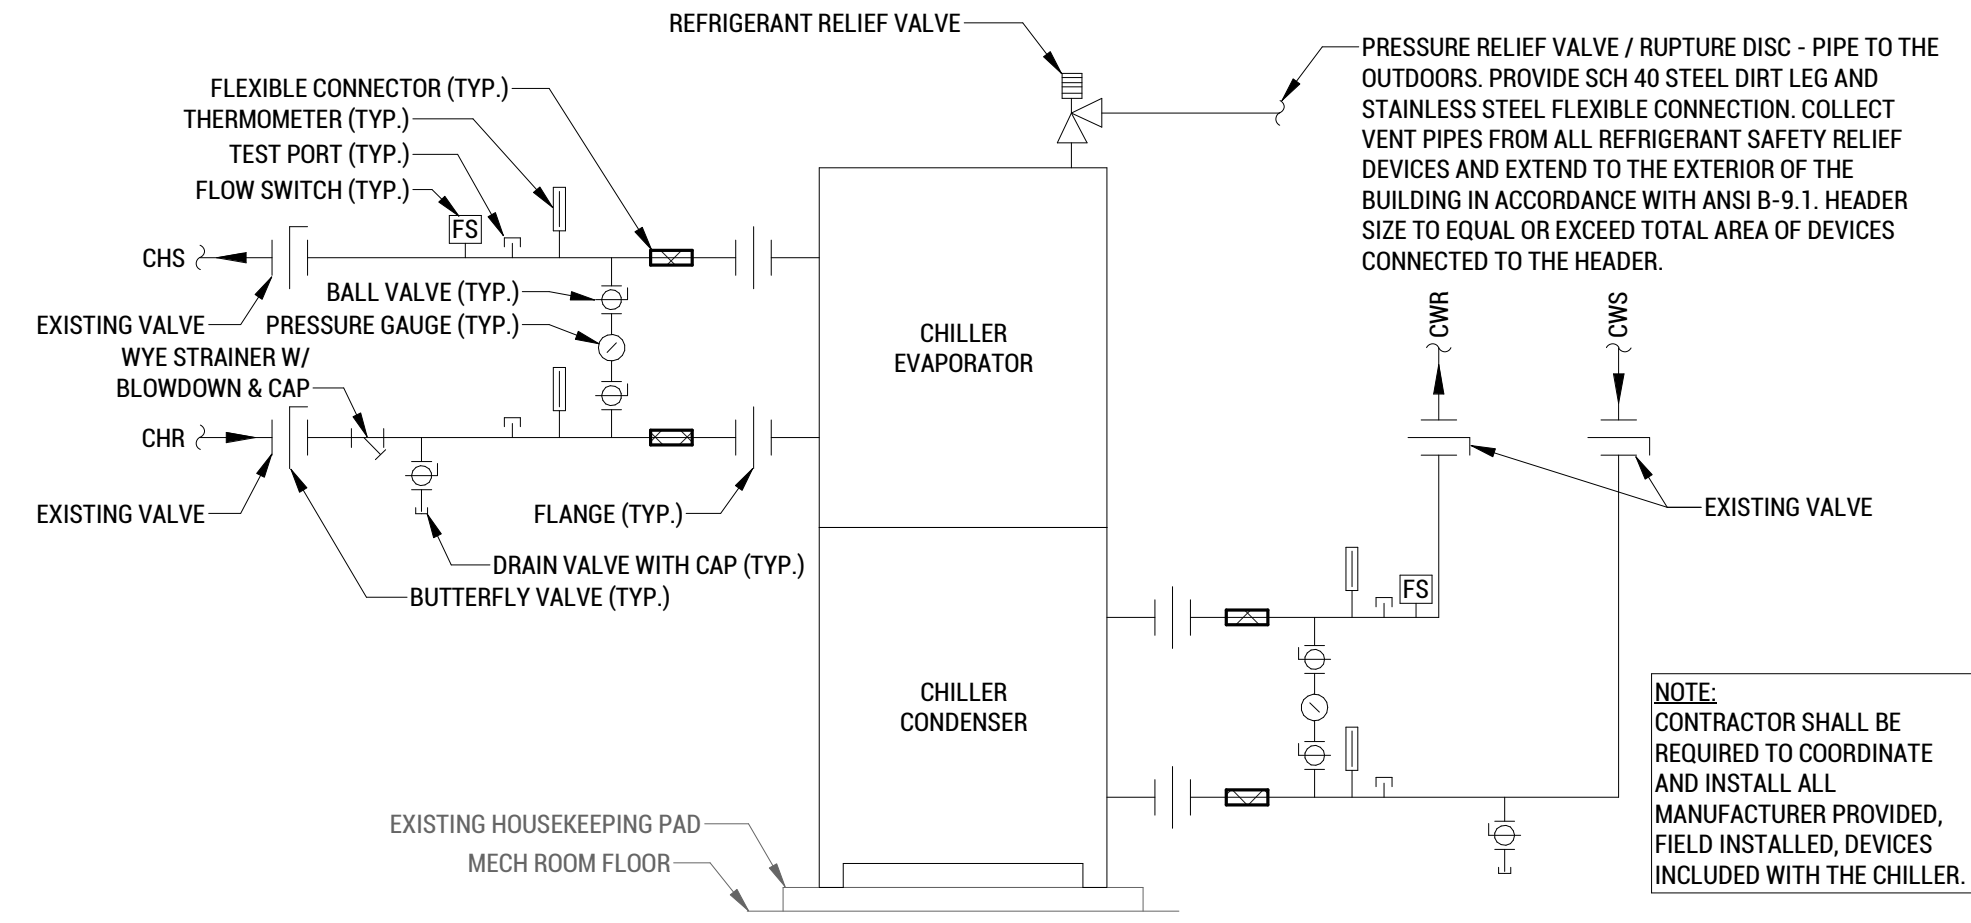 REFRIGERANT RELIEF VALVE
PRESSURE RELIEF VALVE / RUPTURE DISC - PIPE TO THE
OUTDOORS. PROVIDE SCH 40 STEEL DIRT LEG AND
STAINLESS STEEL FLEXIBLE CONNECTION. COLLECT
VENT PIPES FROM ALL REFRIGERANT SAFETY RELIEF
DEVICES AND EXTEND TO THE EXTERIOR OF THE
BUILDING IN ACCORDANCE WITH ANSI B-9.1. HEADER
SIZE TO EQUAL OR EXCEED TOTAL AREA OF DEVICES
CONNECTED TO THE HEADER.
FLEXIBLE CONNECTOR (TYP.)
THERMOMETER (TYP.)
TEST PORT (TYP.)
FLOW SWITCH (TYP.)
FS
CHS
BALL VALVE (TYP.)
EXISTING VALVE
PRESSURE GAUGE (TYP.)
WYE STRAINER W/
BLOWDOWN & CAP
CHR
EXISTING VALVE
FLANGE (TYP.)
DRAIN VALVE WITH CAP (TYP.)
BUTTERFLY VALVE (TYP.)
CHILLER
EVAPORATOR
CWR
CWS
EXISTING VALVE
FS
CHILLER
CONDENSER
NOTE:
CONTRACTOR SHALL BE
REQUIRED TO COORDINATE
AND INSTALL ALL
MANUFACTURER PROVIDED,
FIELD INSTALLED, DEVICES
INCLUDED WITH THE CHILLER.
EXISTING HOUSEKEEPING PAD
MECH ROOM FLOOR